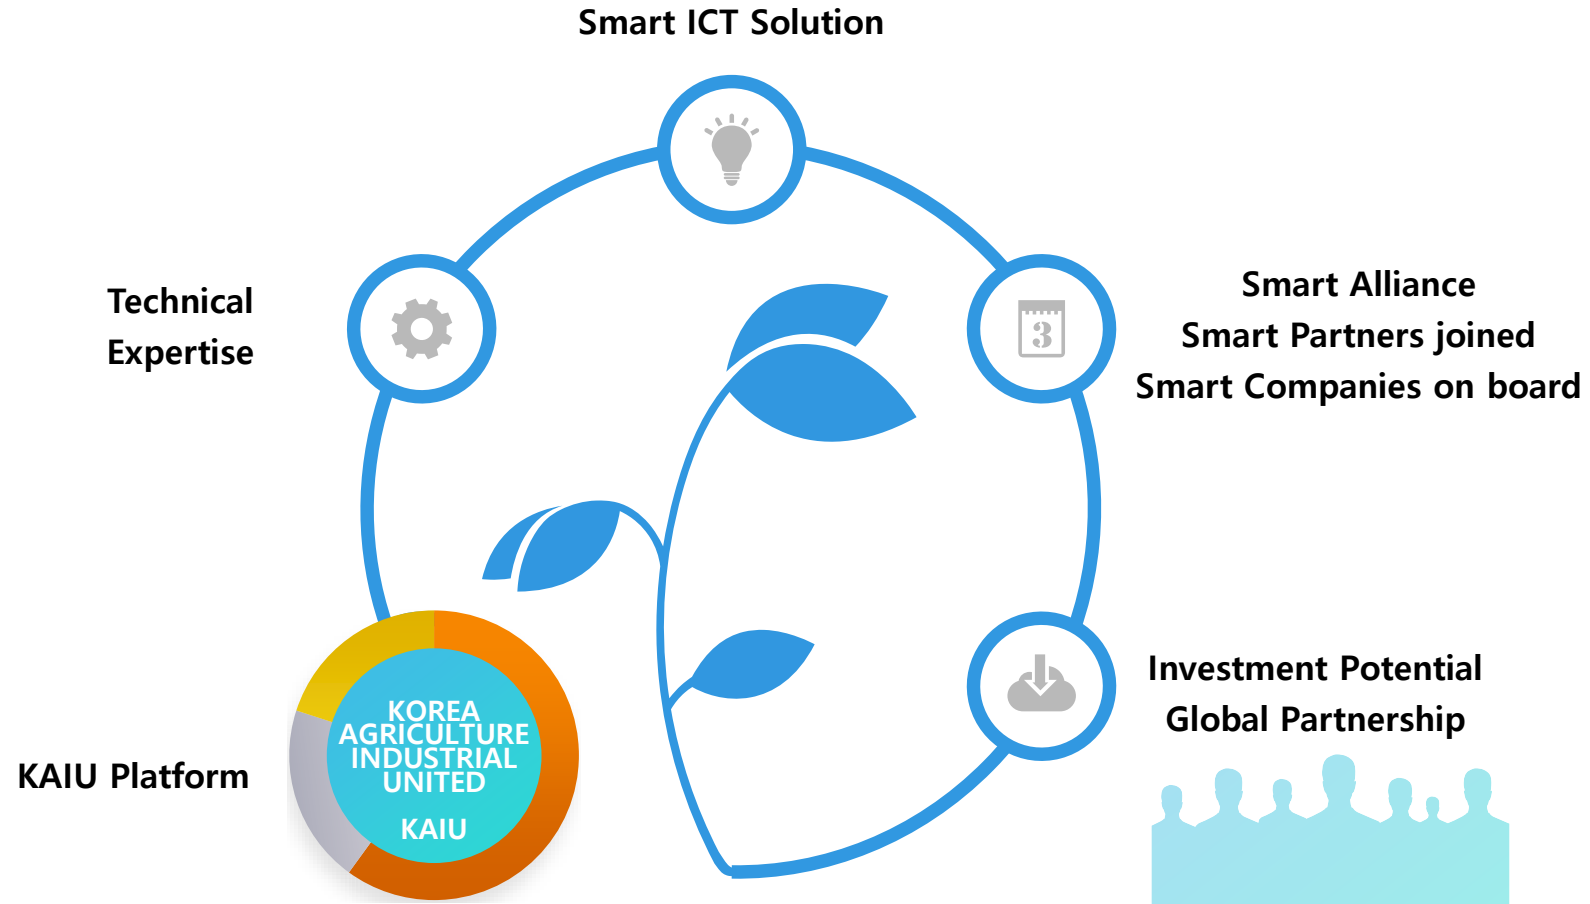 Smart ICT Solution
Technical
Expertise
3
Smart Alliance
Smart Partners joined
Smart Companies on board
Investment Potential
Global Partnership
KAIU Platform
KOREA
AGRICULTURE
INDUSTRIAL
UNITED
KAIU